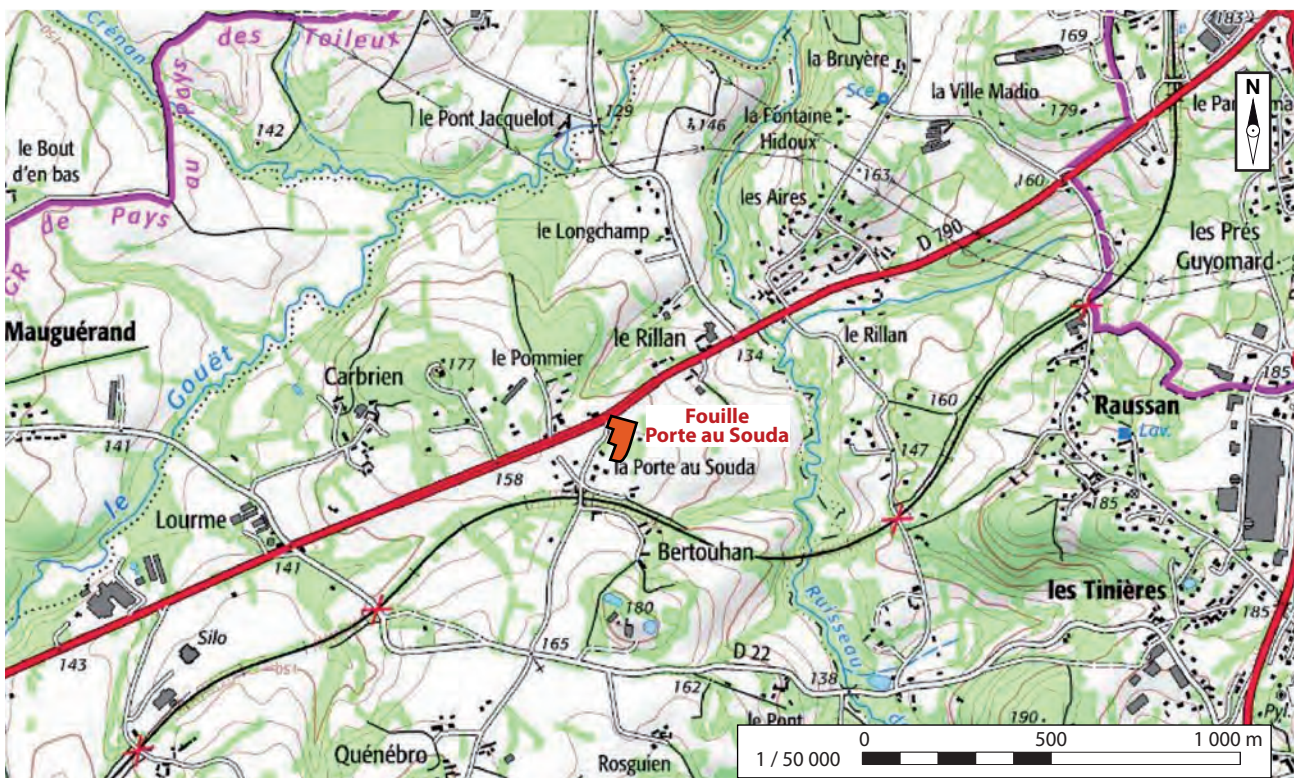 Crénan
des Toileux
au Pays
de Pays
GR
142
le Bout
d'en bas
le Pont Jacquelot
129
146
la Bruyère
Sce
la Fontaine
Hidoux
la Ville Madio
169
183
179
N
163
160
les Aires
D 790
le Longchamp
les Prés
Guyomard
Mauguérand
le Gouët
Carbrien
177
le Pommier
le Rillan
134
le Rillan
160
147
185
Raussan
Lav.
141
Fouille
Porte au Souda
la Porte au Souda
158
185
Lourme
141
Bertouhan
les Tinières
185
180
Ruisseau
Silo
143
165
D 22
162
138
le Pont
190
Pyl.
Quénébro
Rosguien
1 / 50 000
0 500 1 000 m